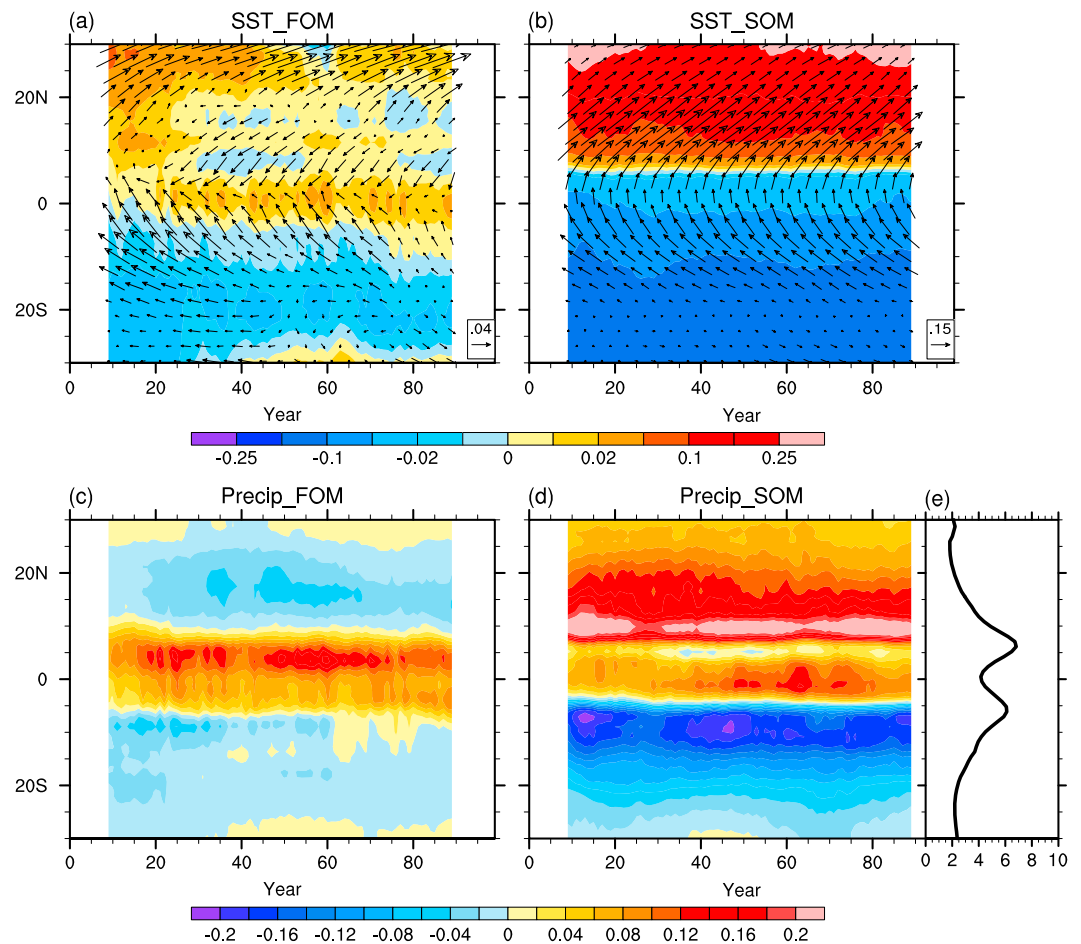 (a) SST_FOM (b) SST_SOM
20N
0
20S
.04 .15
0 20 40 60 80 0 20 40 60 80
Year Year
-0.25 -0.1 -0.02 0 0.02 0.1 0.25
(c) Precip_FOM (d) Precip_SOM (e)
20N
0
20S
0 20 40 60 80 0 20 40 60 80 0 2 4 6 8 10
Year Year
-0.2 -0.16 -0.12 -0.08 -0.04 0 0.04 0.08 0.12 0.16 0.2